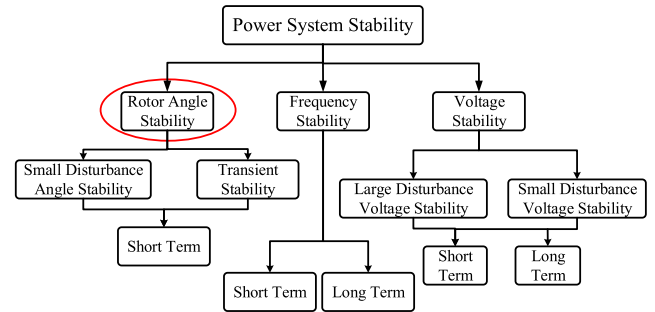 Power System Stability
Rotor Angle
Stability
Frequency
Stability
Voltage
Stability
Small Disturbance
Angle Stability
Transient
Stability
Large Disturbance
Voltage Stability
Small Disturbance
Voltage Stability
Short Term
Short Term
Long Term
Short
Term
Long
Term